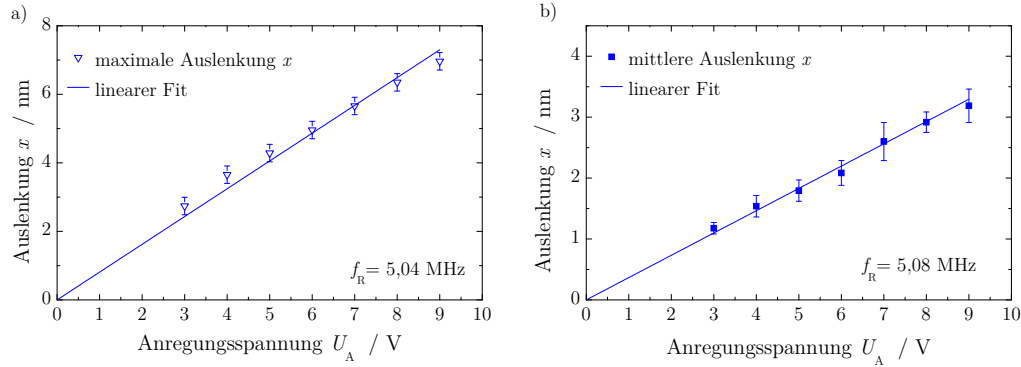 a)
8
6
4
2
0
Auslenkung x / nm
maximale Auslenkung x
linearer Fit
f_R = 5,04 MHz
0 1 2 3 4 5 6 7 8 9 10
Anregungsspannung U_A / V
b)
4
3
2
1
0
Auslenkung x / nm
mittlere Auslenkung x
linearer Fit
f_R = 5,08 MHz
0 1 2 3 4 5 6 7 8 9 10
Anregungsspannung U_A / V